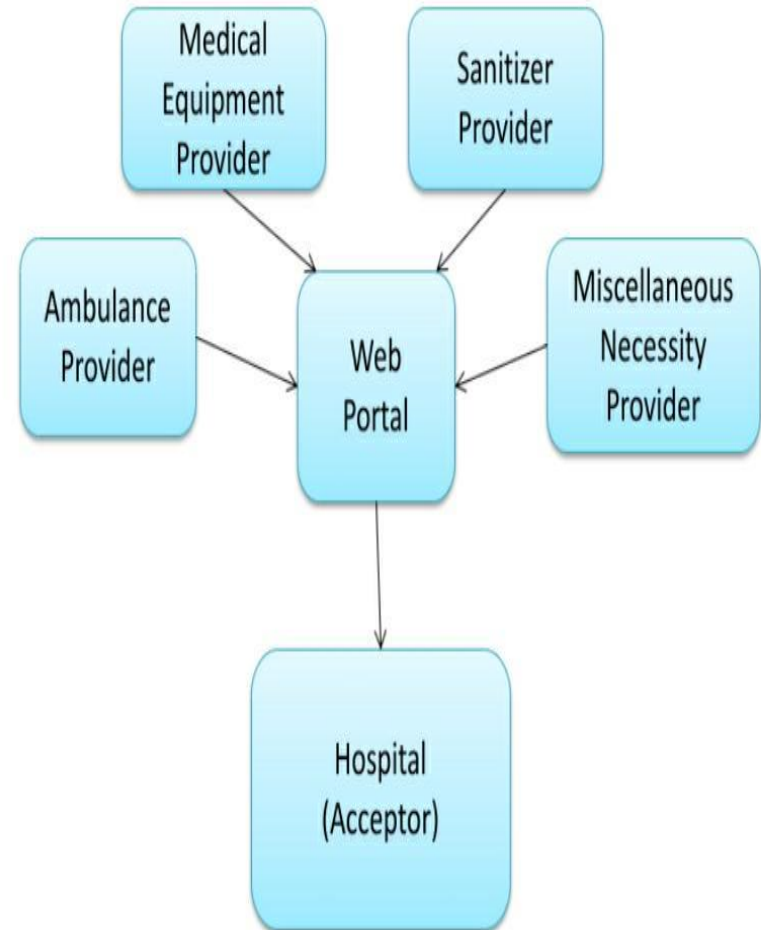 Medical
Equipment
Provider
Sanitizer
Provider
Ambulance
Provider
Web
Portal
Miscellaneous
Necessity
Provider
Hospital
(Acceptor)